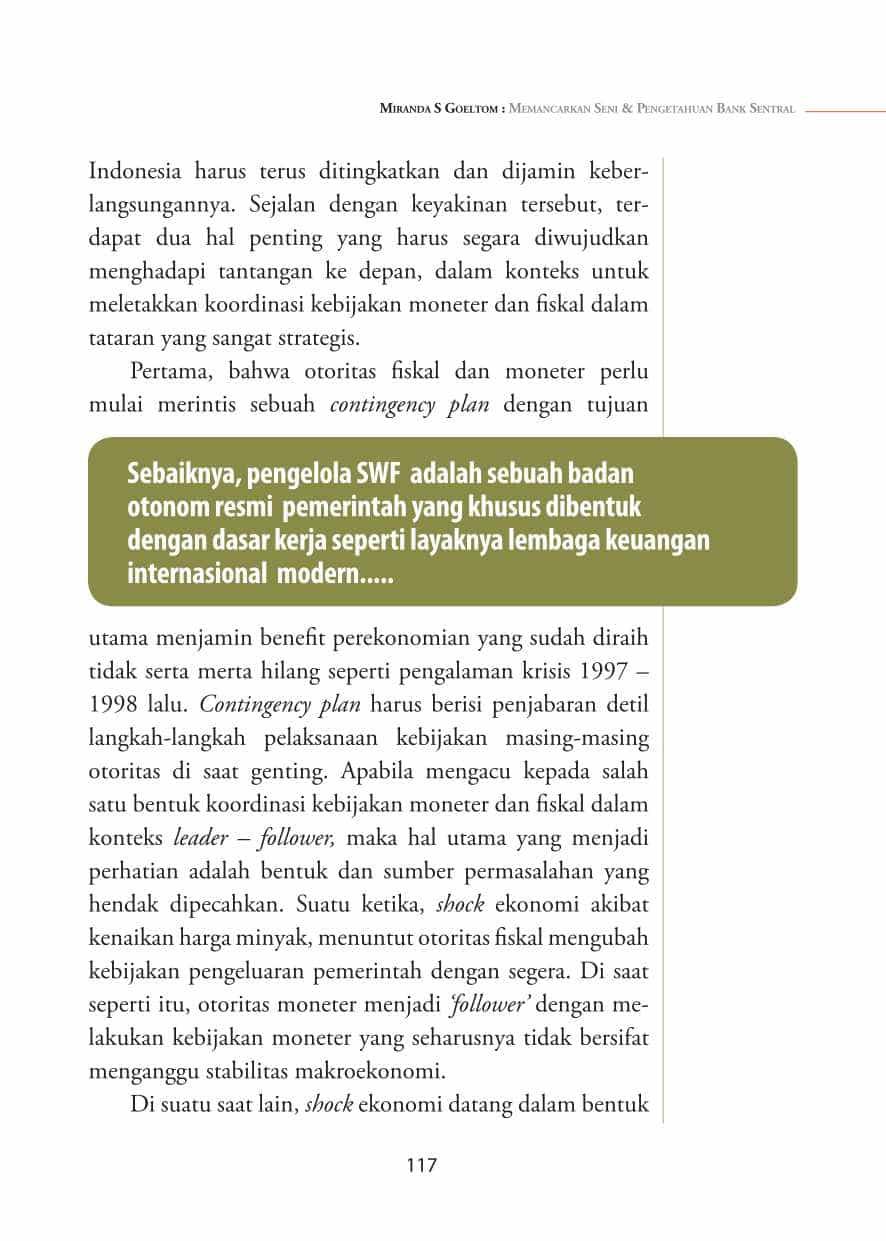 MIRANDA S GOELTOM : MEMANCARKAN SENI & PENGETAHUAN BANK SENTRAL
Indonesia harus terus ditingkatkan dan dijamin keber-
langsungannya. Sejalan dengan keyakinan tersebut, ter-
dapat dua hal penting yang harus segara diwujudkan
menghadapi tantangan ke depan, dalam konteks untuk
meletakkan koordinasi kebijakan moneter dan fiskal dalam
tataran yang sangat strategis.
Pertama, bahwa otoritas fiskal dan moneter perlu
mulai merintis sebuah contingency plan dengan tujuan
Sebaiknya, pengelola SWF adalah sebuah badan
otonom resmi pemerintah yang khusus dibentuk
dengan dasar kerja seperti layaknya lembaga keuangan
internasional modern.....
utama menjamin benefit perekonomian yang sudah diraih
tidak serta merta hilang seperti pengalaman krisis 1997 –
1998 lalu. Contingency plan harus berisi penjabaran detil
langkah-langkah pelaksanaan kebijakan masing-masing
otoritas di saat genting. Apabila mengacu kepada salah
satu bentuk koordinasi kebijakan moneter dan fiskal dalam
konteks leader – follower, maka hal utama yang menjadi
perhatian adalah bentuk dan sumber permasalahan yang
hendak dipecahkan. Suatu ketika, shock ekonomi akibat
kenaikan harga minyak, menuntut otoritas fiskal mengubah
kebijakan pengeluaran pemerintah dengan segera. Di saat
seperti itu, otoritas moneter menjadi ‘follower’ dengan me-
lakukan kebijakan moneter yang seharusnya tidak bersifat
menganggu stabilitas makroekonomi.
Di suatu saat lain, shock ekonomi datang dalam bentuk
117